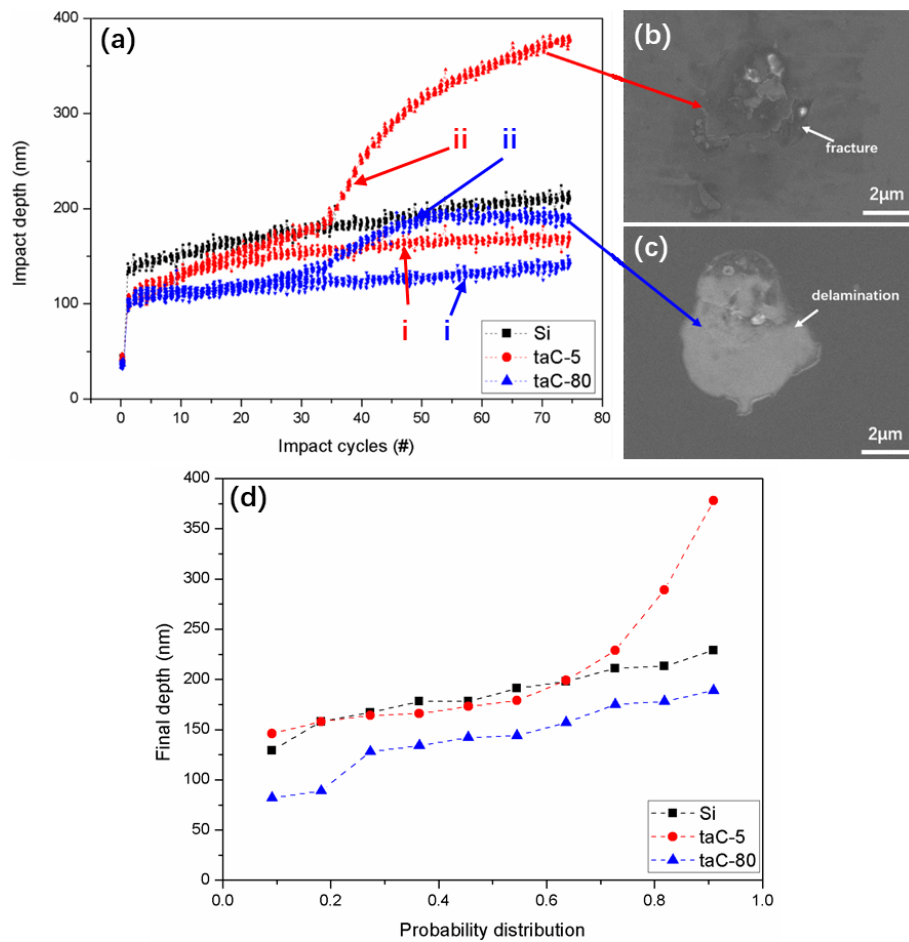 (a)
400
300
200
100
0
Impact depth (nm)
0 10 20 30 40 50 60 70 80
Impact cycles (#)
ii
ii
i
i
Si
taC-5
taC-80
(b)
fracture
2μm
(c)
delamination
2μm
(d)
400
350
300
250
200
150
100
50
0
Final depth (nm)
0.0 0.2 0.4 0.6 0.8 1.0
Probability distribution
Si
taC-5
taC-80